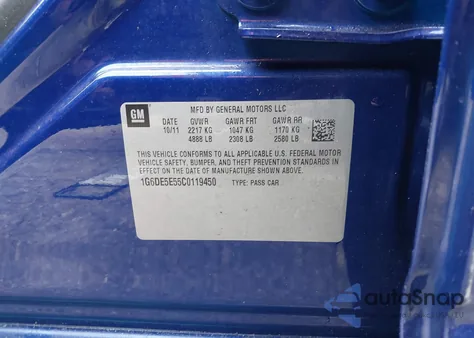 GM
MFD BY GENERAL MOTORS LLC
DATE GVWR GAWR FRT GAWR RR
10/11 2217 KG 1047 KG 1170 KG
4888 LB 2308 LB 2580 LB
THIS VEHICLE CONFORMS TO ALL APPLICABLE U.S. FEDERAL MOTOR
VEHICLE SAFETY, BUMPER, AND THEFT PREVENTION STANDARDS IN
EFFECT ON THE DATE OF MANUFACTURE SHOWN ABOVE.
1G6DE5E55C0119450 TYPE: PASS CAR
autoSnap